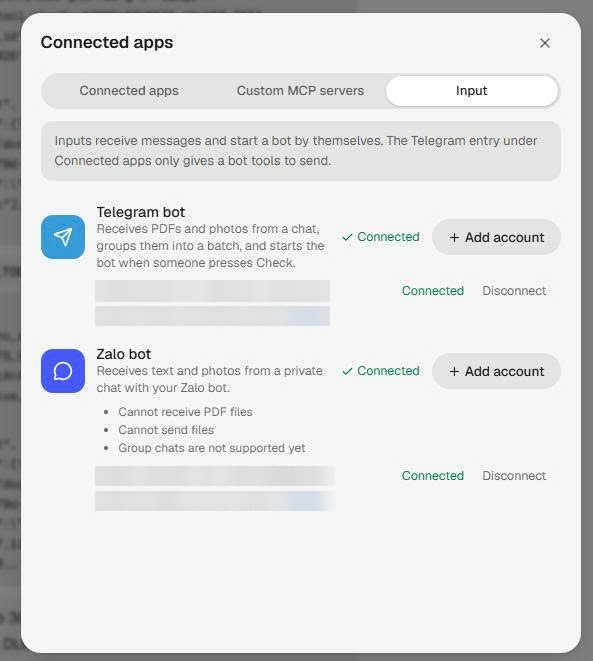 Connected apps
Connected apps
Custom MCP servers
Input
Inputs receive messages and start a bot by themselves. The Telegram entry under
Connected apps only gives a bot tools to send.
Telegram bot
Receives PDFs and photos from a chat,
groups them into a batch, and starts the
bot when someone presses Check.
✓ Connected
+ Add account
Connected
Disconnect
Zalo bot
Receives text and photos from a private
chat with your Zalo bot.
✓ Connected
+ Add account
• Cannot receive PDF files
• Cannot send files
• Group chats are not supported yet
Connected
Disconnect